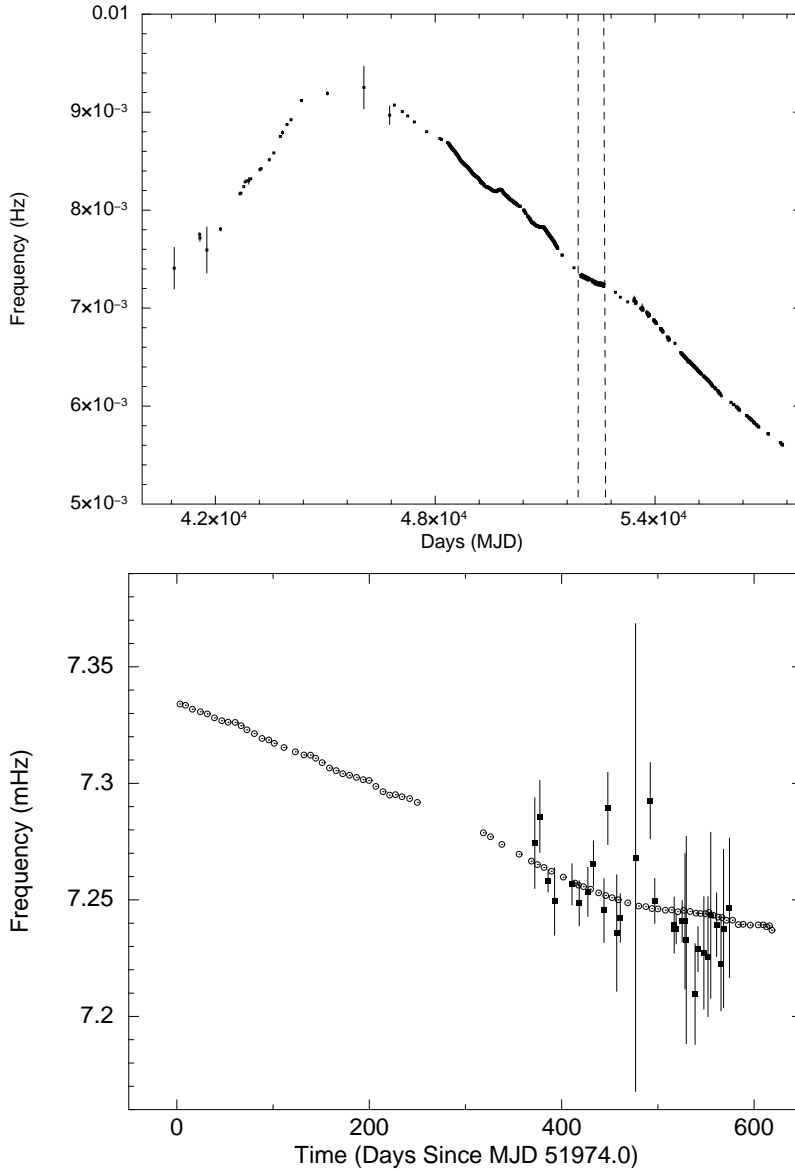 0.01
9×10⁻³
8×10⁻³
7×10⁻³
6×10⁻³
5×10⁻³
Frequency (Hz)
4.2×10⁴ 4.8×10⁴ 5.4×10⁴
Days (MJD)
7.35
7.3
7.25
7.2
Frequency (mHz)
0 200 400 600
Time (Days Since MJD 51974.0)